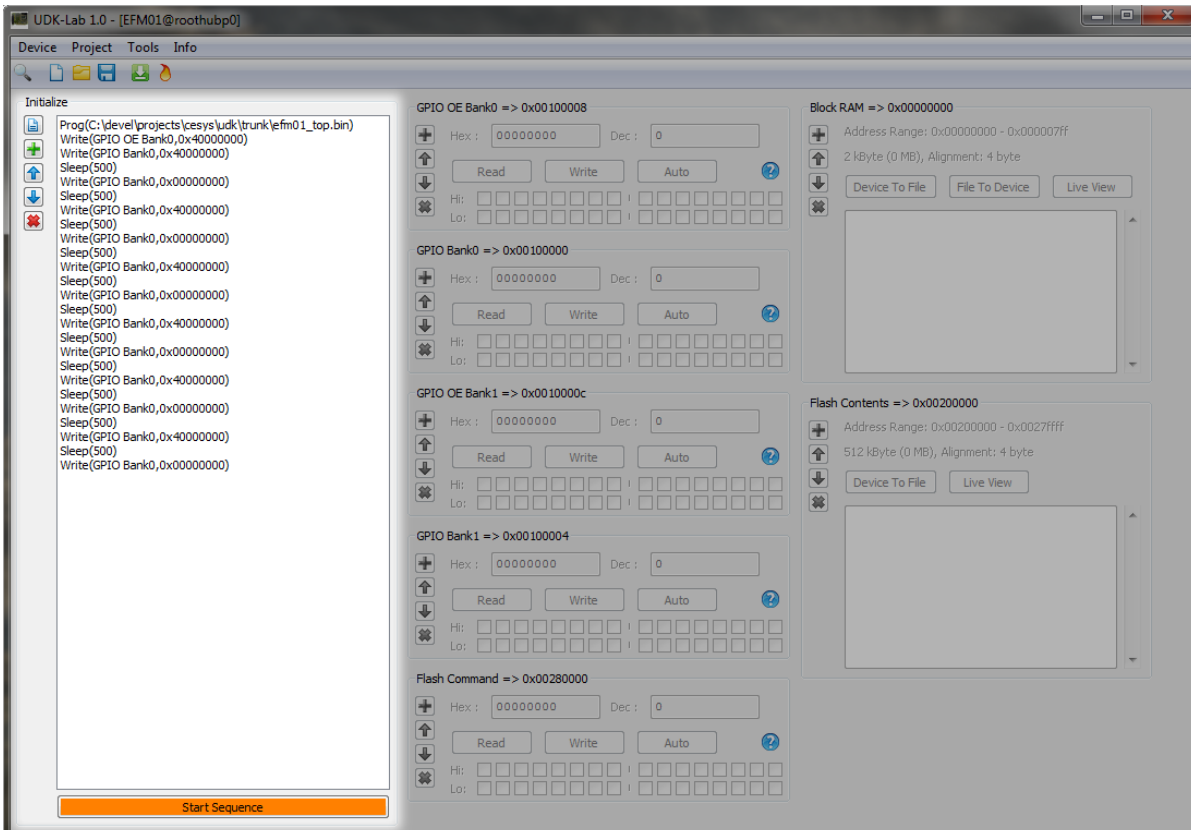 UDK-Lab 1.0 - [EFM01@roothubp0]
Device Project Tools Info
Initialize
Prog(C:\devel\projects\cesys\udk\trunk\efm01_top.bin)
Write(GPIO OE Bank0,0x40000000)
Write(GPIO Bank0,0x40000000)
Sleep(500)
Write(GPIO Bank0,0x00000000)
Sleep(500)
Write(GPIO Bank0,0x40000000)
Sleep(500)
Write(GPIO Bank0,0x00000000)
Sleep(500)
Write(GPIO Bank0,0x40000000)
Sleep(500)
Write(GPIO Bank0,0x00000000)
Sleep(500)
Write(GPIO Bank0,0x40000000)
Sleep(500)
Write(GPIO Bank0,0x00000000)
Sleep(500)
Write(GPIO Bank0,0x40000000)
Sleep(500)
Write(GPIO Bank0,0x00000000)
Sleep(500)
Write(GPIO Bank0,0x40000000)
Sleep(500)
Write(GPIO Bank0,0x00000000)
Start Sequence
GPIO OE Bank0 => 0x00100008
Hex : 00000000 Dec : 0
Read Write Auto
Hi:
Lo:
GPIO Bank0 => 0x00100000
Hex : 00000000 Dec : 0
Read Write Auto
Hi:
Lo:
GPIO OE Bank1 => 0x0010000c
Hex : 00000000 Dec : 0
Read Write Auto
Hi:
Lo:
GPIO Bank1 => 0x00100004
Hex : 00000000 Dec : 0
Read Write Auto
Hi:
Lo:
Flash Command => 0x00280000
Hex : 00000000 Dec : 0
Read Write Auto
Hi:
Lo:
Block RAM => 0x00000000
Address Range: 0x00000000 - 0x000007ff
2 kByte (0 MB), Alignment: 4 byte
Device To File File To Device Live View
Flash Contents => 0x00200000
Address Range: 0x00200000 - 0x0027ffff
512 kByte (0 MB), Alignment: 4 byte
Device To File Live View